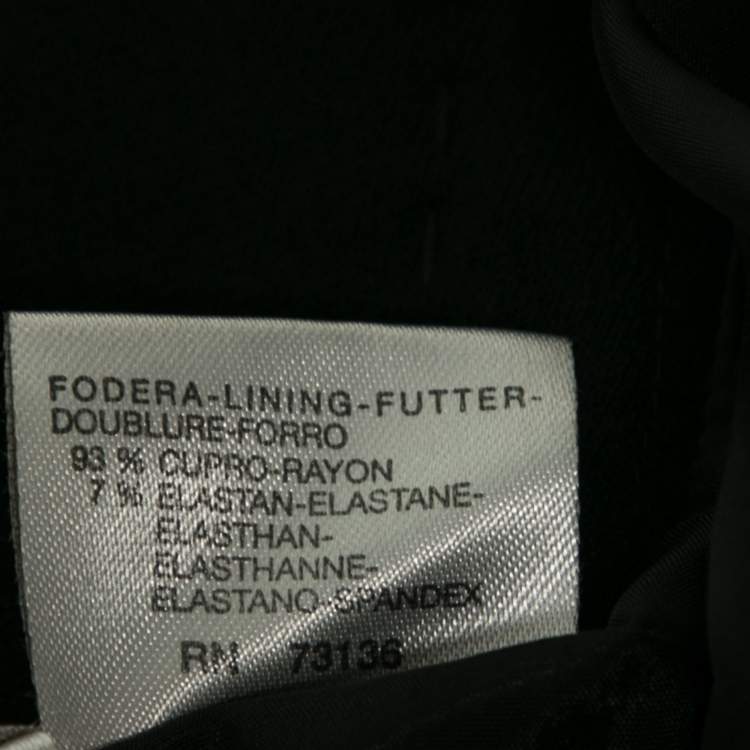 FODERA-LINING-FUTTER-
DOUBLURE-FORRO
93 % CUPRO-RAYON
7 % ELASTAN-ELASTANE-
ELASTHAN-
ELASTHANNE-
ELASTANO-SPANDEX
RN 73136